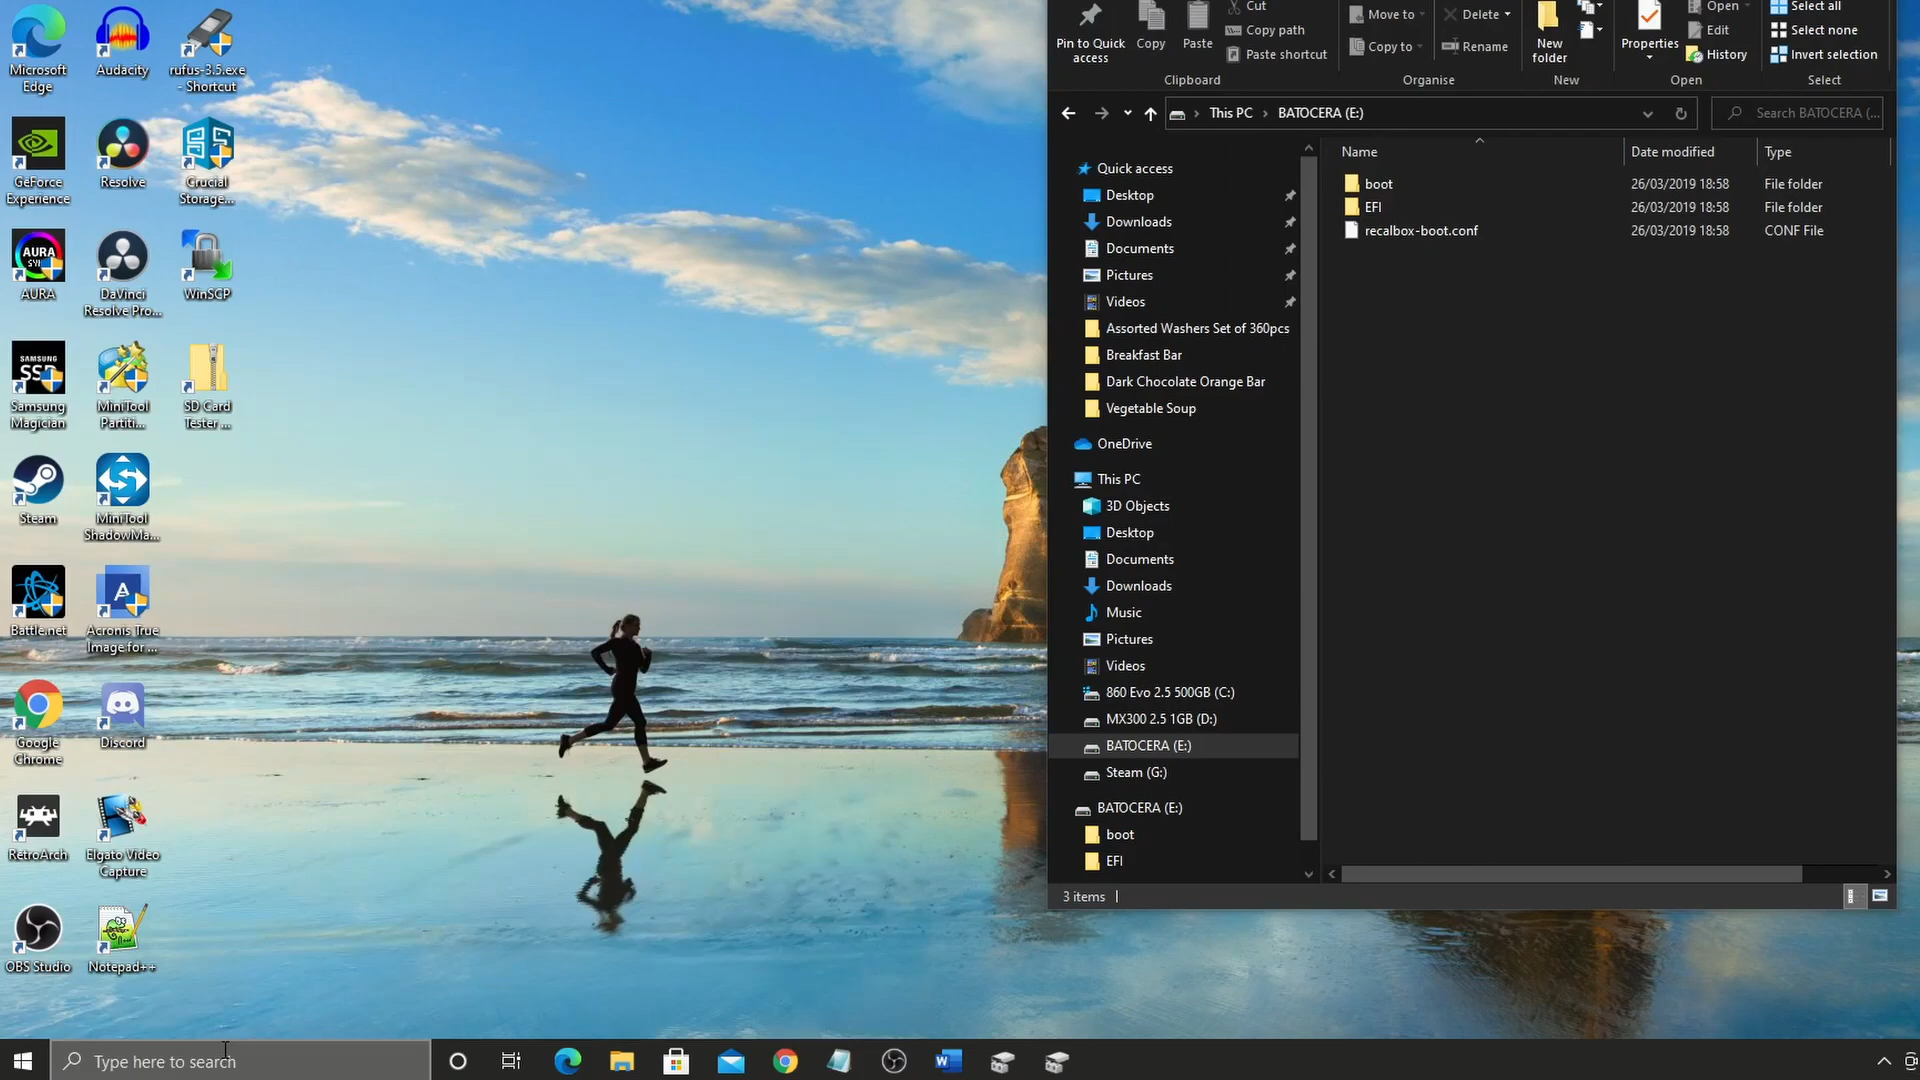 Microsoft
Edge
Audacity
rufus-3.5.exe
- Shortcut
GeForce
Experience
Resolve
Crucial
Storage...
AURA
AURA
DaVinci
Resolve Pro...
WinSCP
SAMSUNG
SSD
Samsung
Magician
MiniTool
Partiti...
SD Card
Tester ...
Steam
MiniTool
ShadowMa...
Battle.net
A
Acronis True
Image for ...
Google
Chrome
Discord
RetroArch
Elgato Video
Capture
OBS Studio
Notepad++
Pin to Quick
access
Copy
Paste
Cut
Copy path
Paste shortcut
Clipboard
Move to
Copy to
Delete
Rename
Organise
New
folder
New
Properties
Open
Edit
History
Open
Select all
Select none
Invert selection
Select
This PC
BATOCERA (E:)
Search BATOCERA (...
Quick access
Desktop
Downloads
Documents
Pictures
Videos
Assorted Washers Set of 360pcs
Breakfast Bar
Dark Chocolate Orange Bar
Vegetable Soup
OneDrive
This PC
3D Objects
Desktop
Documents
Downloads
Music
Pictures
Videos
860 Evo 2.5 500GB (C:)
MX300 2.5 1GB (D:)
BATOCERA (E:)
Steam (G:)
BATOCERA (E:)
boot
EFI
Name Date modified Type
boot 26/03/2019 18:58 File folder
EFI 26/03/2019 18:58 File folder
recalbox-boot.conf 26/03/2019 18:58 CONF File
3 items
Type here to search
W